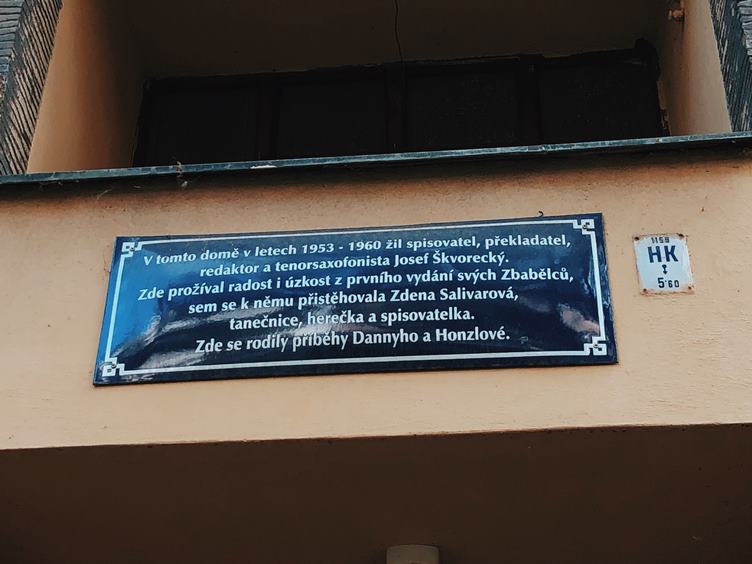 V tomto domě v letech 1953 - 1960 žil spisovatel, překladatel,
redaktor a tenorsaxofonista Josef Škvorecký.
Zde prožíval radost i úzkost z prvního vydání svých Zbabělců,
sem se k němu přistěhovala Zdena Salivarová,
tanečnice, herečka a spisovatelka.
Zde se rodily příběhy Dannyho a Honzlové.
1159
HK
5'60